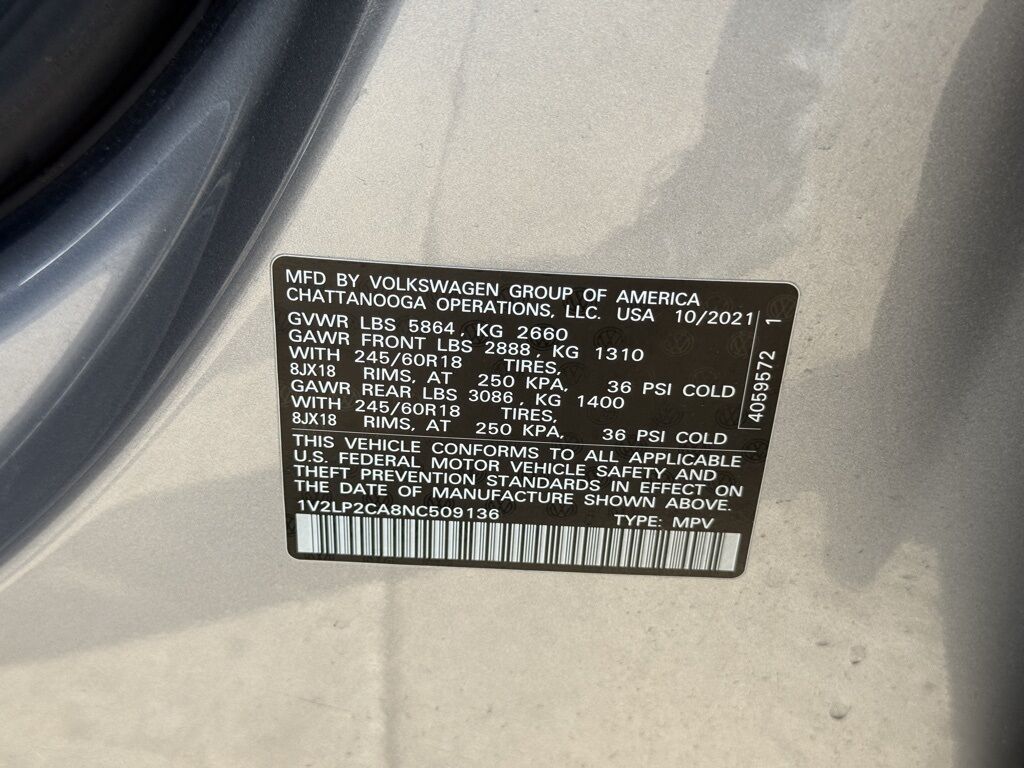 MFD BY VOLKSWAGEN GROUP OF AMERICA
CHATTANOOGA OPERATIONS, LLC. USA 10/2021
GVWR LBS 5864, KG 2660
GAWR FRONT LBS 2888, KG 1310
WITH 245/60R18 TIRES,
8JX18 RIMS, AT 250 KPA, 36 PSI COLD
GAWR REAR LBS 3086, KG 1400
WITH 245/60R18 TIRES,
8JX18 RIMS, AT 250 KPA, 36 PSI COLD
THIS VEHICLE CONFORMS TO ALL APPLICABLE
U.S. FEDERAL MOTOR VEHICLE SAFETY AND
THEFT PREVENTION STANDARDS IN EFFECT ON
THE DATE OF MANUFACTURE SHOWN ABOVE.
1V2LP2CA8NC509136 TYPE: MPV
4059572 1